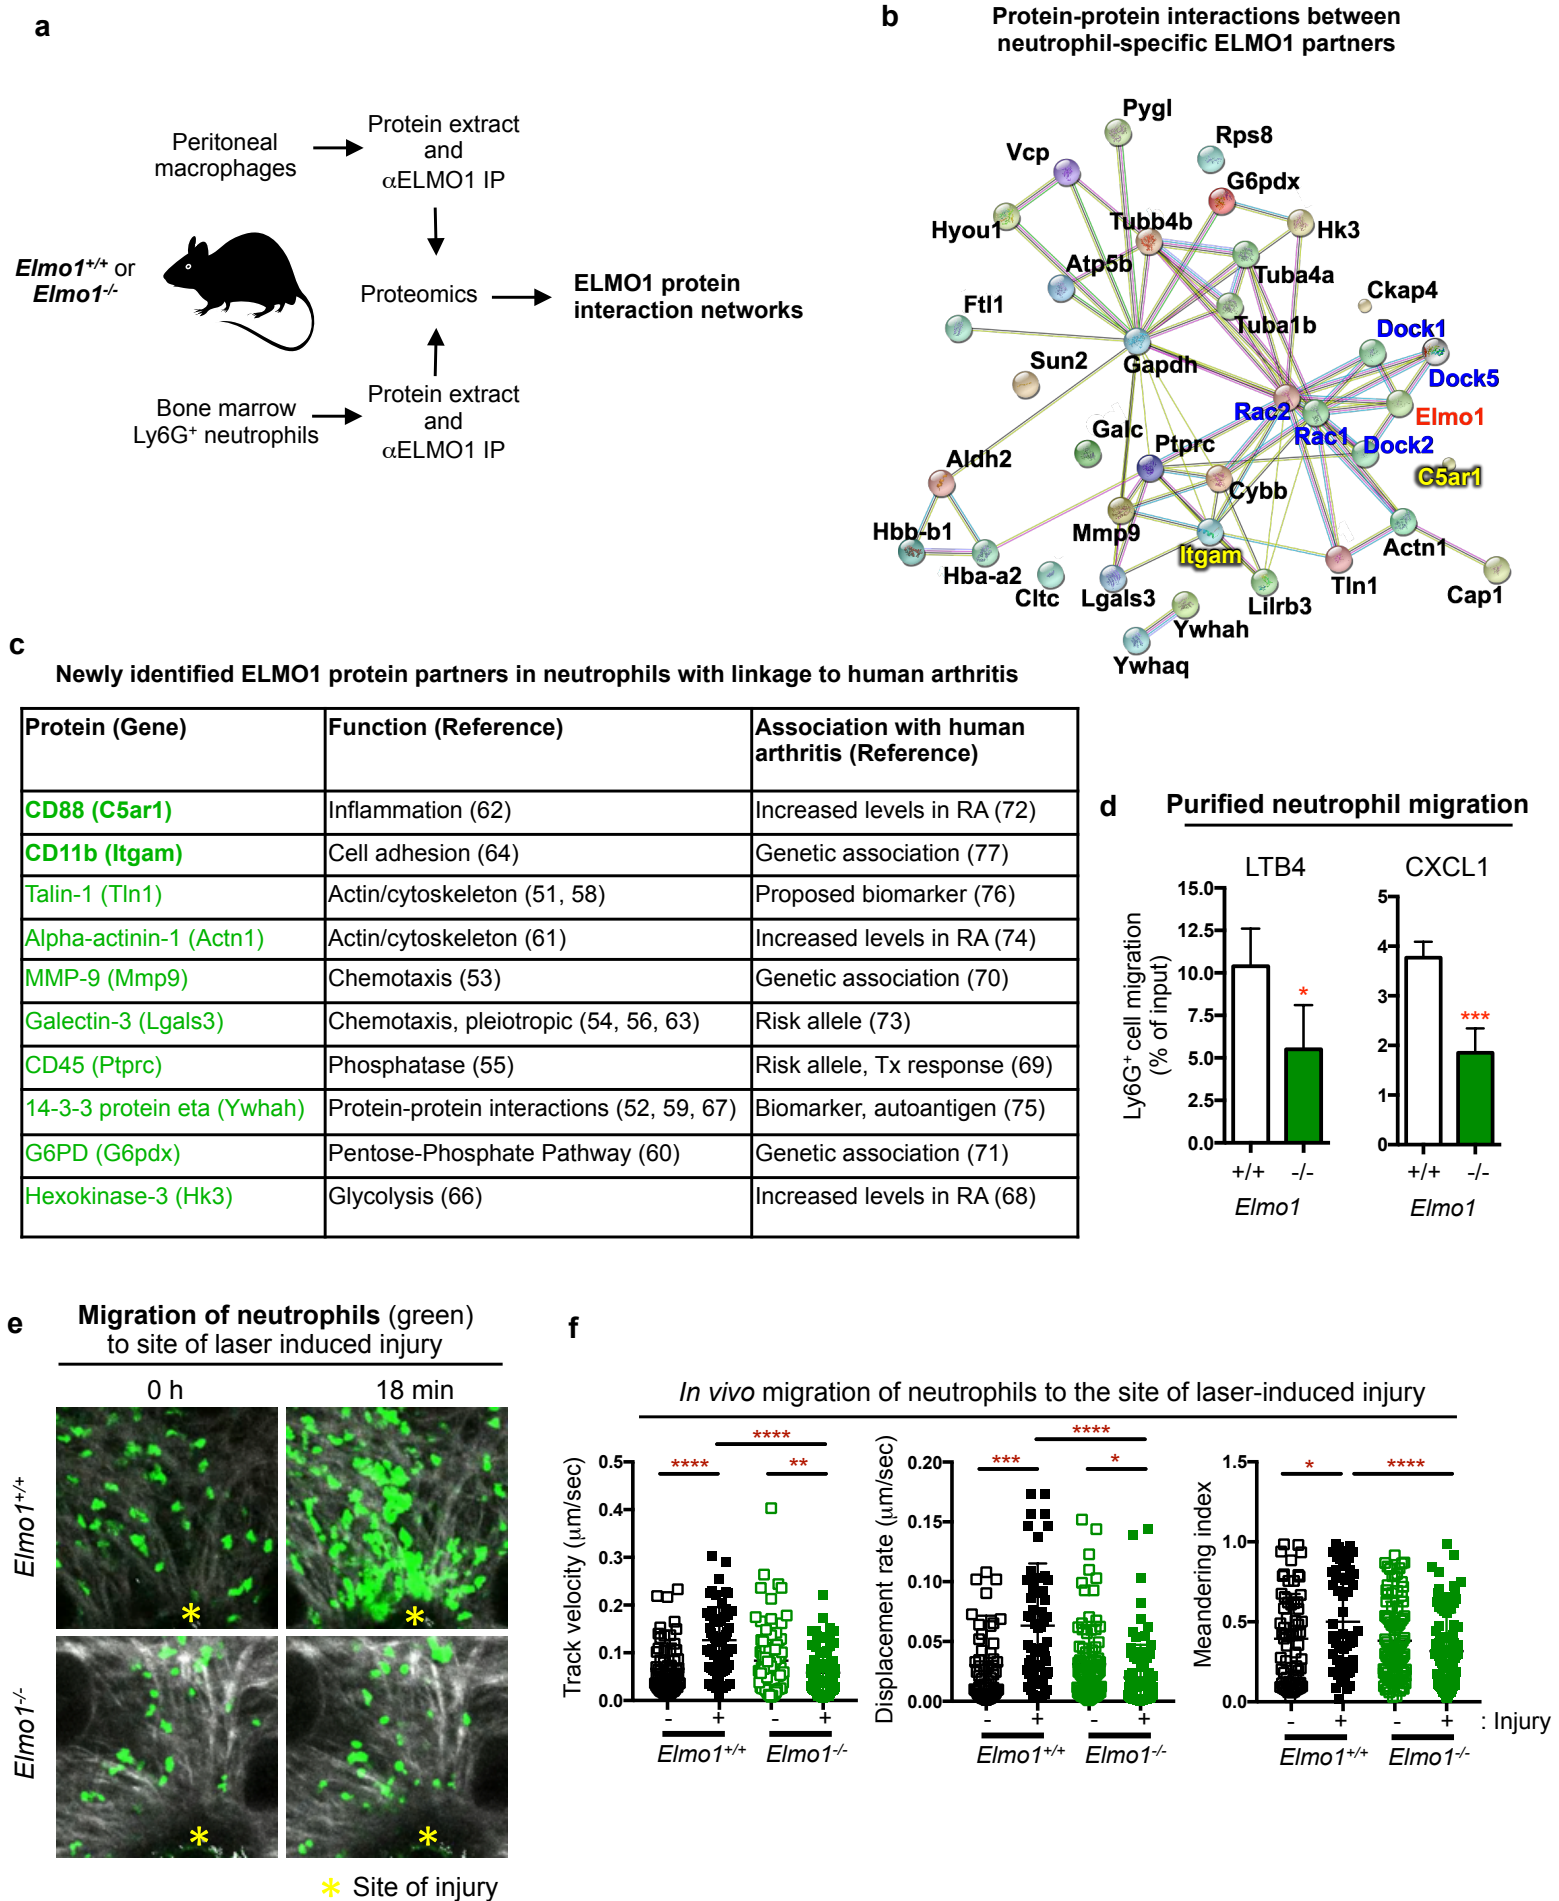 a
Peritoneal
macrophages
Protein extract
and
αELMO1 IP
Elmo1+/+ or
Elmo1-/-
Proteomics
ELMO1 protein
interaction networks
Bone marrow
Ly6G+ neutrophils
Protein extract
and
αELMO1 IP
b
Protein-protein interactions between
neutrophil-specific ELMO1 partners
Pygl
Rps8
Vcp
G6pdx
Hyou1
Tubb4b
Hk3
Atp5b
Tuba4a
Ftl1
Ckap4
Tuba1b
Dock1
Sun2
Gapdh
Dock5
Rac2
Elmo1
Galc
Rac1
Ptprc
Dock2
Aldh2
C5ar1
Cybb
Hbb-b1
Mmp9
Itgam
Actn1
Hba-a2
Cltc
Lgals3
Lilrb3
Tln1
Cap1
Ywhah
Ywhaq
c
Newly identified ELMO1 protein partners in neutrophils with linkage to human arthritis
Protein (Gene) Function (Reference) Association with human
arthritis (Reference)
CD88 (C5ar1) Inflammation (62) Increased levels in RA (72)
CD11b (Itgam) Cell adhesion (64) Genetic association (77)
Talin-1 (Tln1) Actin/cytoskeleton (51, 58) Proposed biomarker (76)
Alpha-actinin-1 (Actn1) Actin/cytoskeleton (61) Increased levels in RA (74)
MMP-9 (Mmp9) Chemotaxis (53) Genetic association (70)
Galectin-3 (Lgals3) Chemotaxis, pleiotropic (54, 56, 63) Risk allele (73)
CD45 (Ptprc) Phosphatase (55) Risk allele, Tx response (69)
14-3-3 protein eta (Ywhah) Protein-protein interactions (52, 59, 67) Biomarker, autoantigen (75)
G6PD (G6pdx) Pentose-Phosphate Pathway (60) Genetic association (71)
Hexokinase-3 (Hk3) Glycolysis (66) Increased levels in RA (68)
d
Purified neutrophil migration
LTB4
CXCL1
Ly6G+ cell migration
(% of input)
15.0
12.5
10.0
7.5
5.0
2.5
0.0
*
+/+ -/-
Elmo1
5
4
3
2
1
0
***
+/+ -/-
Elmo1
e
Migration of neutrophils (green)
to site of laser induced injury
0 h
18 min
Elmo1+/+
Elmo1-/-
* Site of injury
f
In vivo migration of neutrophils to the site of laser-induced injury
Track velocity (μm/sec)
0.5
0.4
0.3
0.2
0.1
0.0
****
****
**
- + - +
Elmo1+/+ Elmo1-/-
Displacement rate (μm/sec)
0.20
0.15
0.10
0.05
0.00
****
***
*
- + - +
Elmo1+/+ Elmo1-/-
Meandering index
1.5
1.0
0.5
0.0
*
****
- + - + : Injury
Elmo1+/+ Elmo1-/-